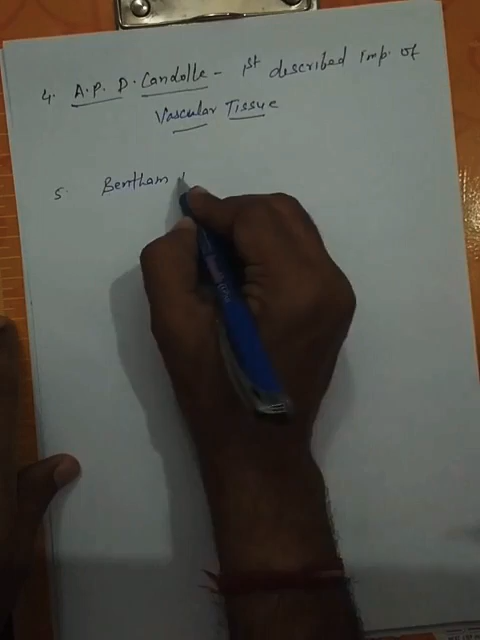 4. A. P. D. Candolle - 1st described Imp. of
Vascular Tissue
5. Bentham